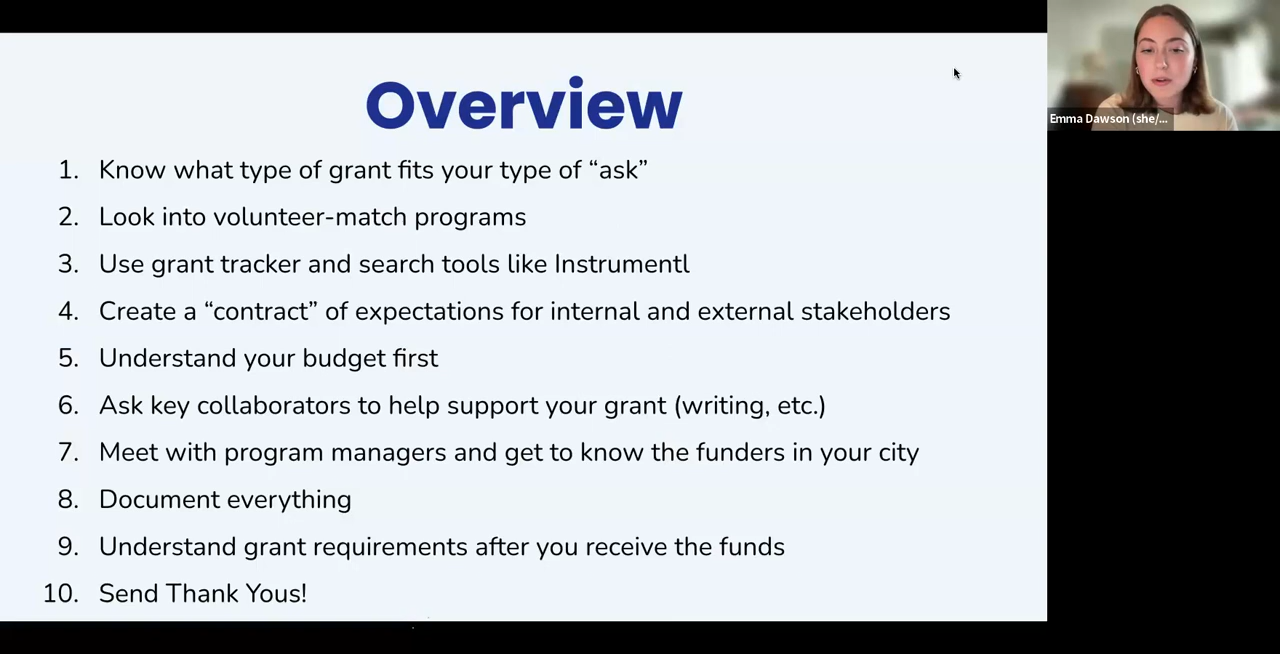 Overview
1. Know what type of grant fits your type of “ask”
2. Look into volunteer-match programs
3. Use grant tracker and search tools like Instrumentl
4. Create a “contract” of expectations for internal and external stakeholders
5. Understand your budget first
6. Ask key collaborators to help support your grant (writing, etc.)
7. Meet with program managers and get to know the funders in your city
8. Document everything
9. Understand grant requirements after you receive the funds
10. Send Thank Yous!
Emma Dawson (she/...